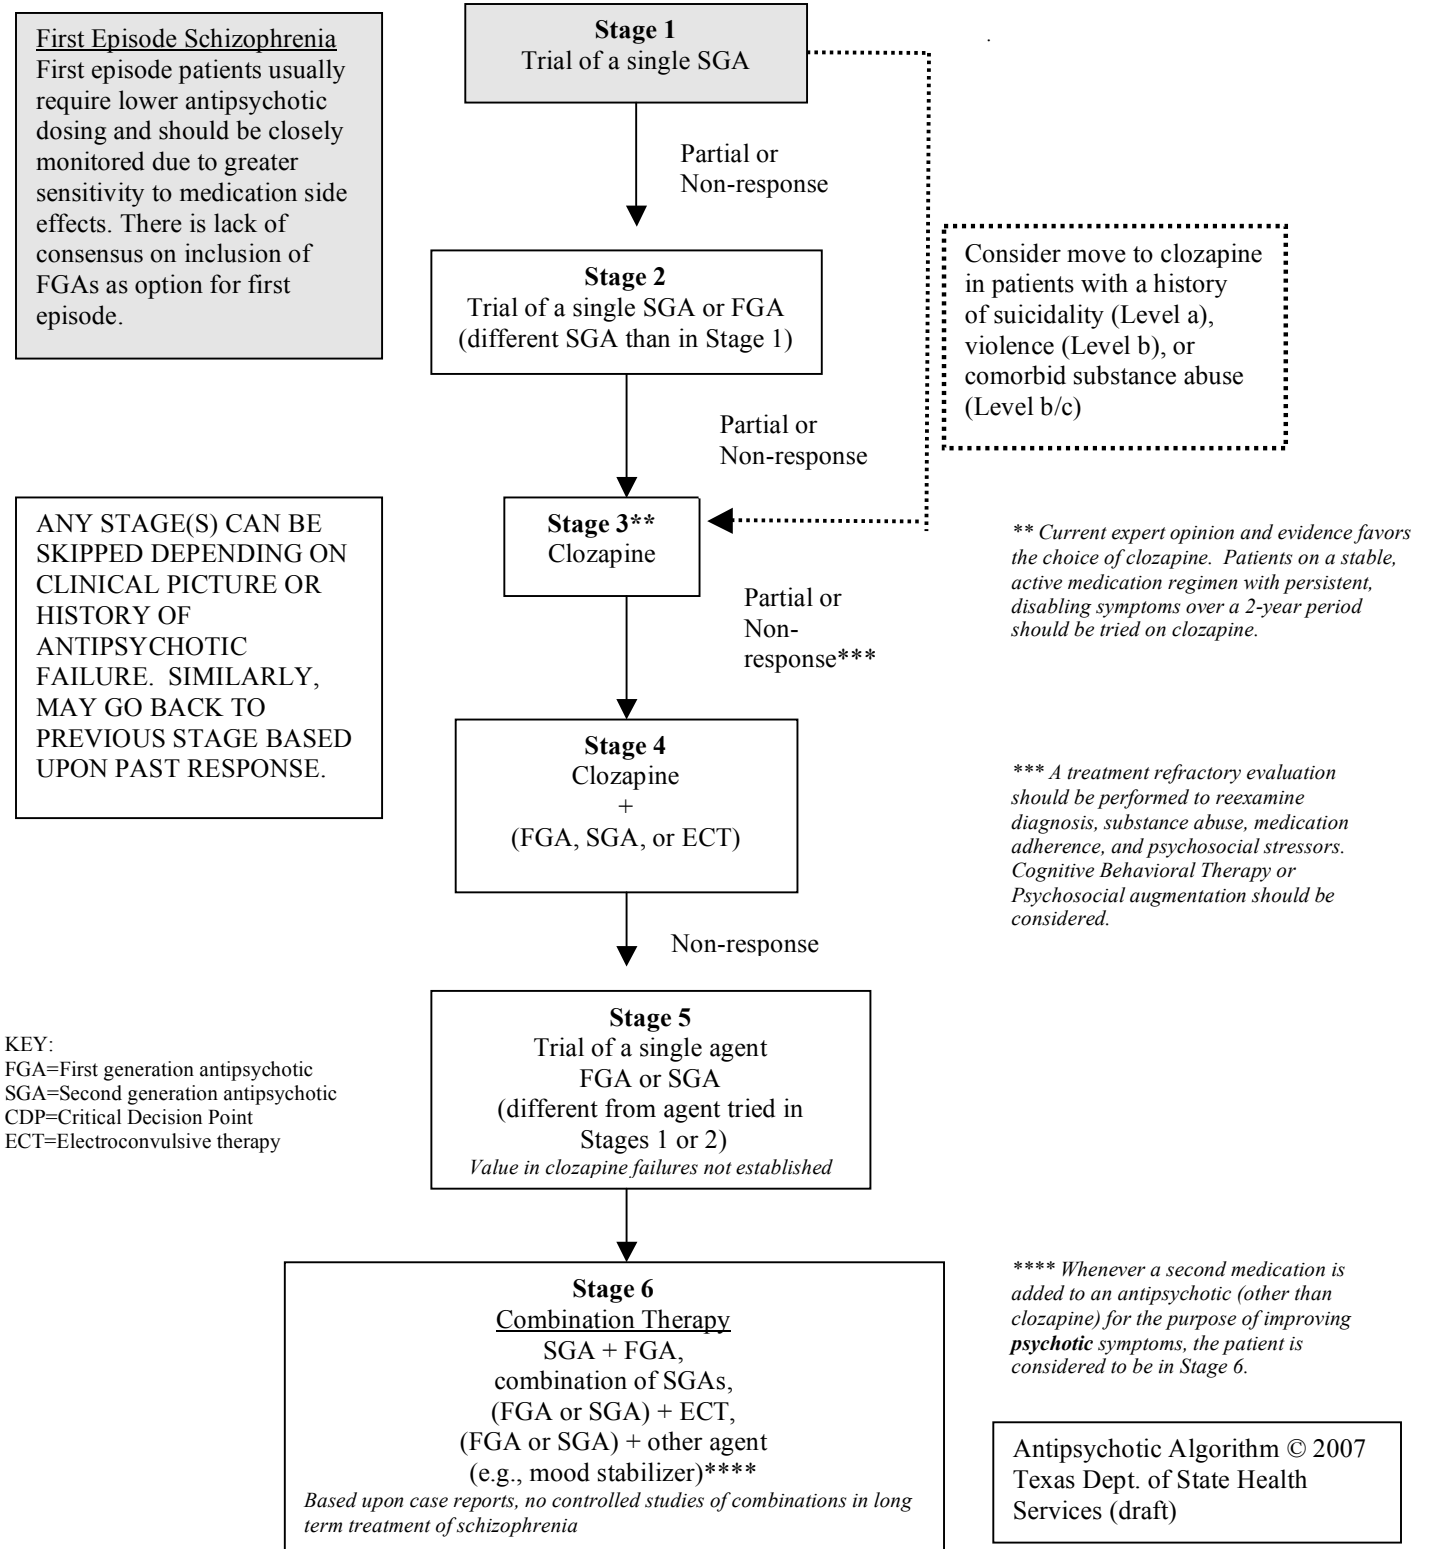 First Episode Schizophrenia
First episode patients usually
require lower antipsychotic
dosing and should be closely
monitored due to greater
sensitivity to medication side
effects. There is lack of
consensus on inclusion of
FGAs as option for first
episode.
Stage 1
Trial of a single SGA
.
Partial or
Non-response
Stage 2
Trial of a single SGA or FGA
(different SGA than in Stage 1)
Consider move to clozapine
in patients with a history
of suicidality (Level a),
violence (Level b), or
comorbid substance abuse
(Level b/c)
Partial or
Non-response
ANY STAGE(S) CAN BE
SKIPPED DEPENDING ON
CLINICAL PICTURE OR
HISTORY OF
ANTIPSYCHOTIC
FAILURE.  SIMILARLY,
MAY GO BACK TO
PREVIOUS STAGE BASED
UPON PAST RESPONSE.
Stage 3**
Clozapine
** Current expert opinion and evidence favors
the choice of clozapine.  Patients on a stable,
active medication regimen with persistent,
disabling symptoms over a 2-year period
should be tried on clozapine.
Partial or
Non-
response***
Stage 4
Clozapine
+
(FGA, SGA, or ECT)
*** A treatment refractory evaluation
should be performed to reexamine
diagnosis, substance abuse, medication
adherence, and psychosocial stressors.
Cognitive Behavioral Therapy or
Psychosocial augmentation should be
considered.
Non-response
KEY:
FGA=First generation antipsychotic
SGA=Second generation antipsychotic
CDP=Critical Decision Point
ECT=Electroconvulsive therapy
Stage 5
Trial of a single agent
FGA or SGA
(different from agent tried in
Stages 1 or 2)
Value in clozapine failures not established
Stage 6
Combination Therapy
SGA + FGA,
combination of SGAs,
(FGA or SGA) + ECT,
(FGA or SGA) + other agent
(e.g., mood stabilizer)****
Based upon case reports, no controlled studies of combinations in long
term treatment of schizophrenia
**** Whenever a second medication is
added to an antipsychotic (other than
clozapine) for the purpose of improving
psychotic symptoms, the patient is
considered to be in Stage 6.
Antipsychotic Algorithm © 2007
Texas Dept. of State Health
Services (draft)